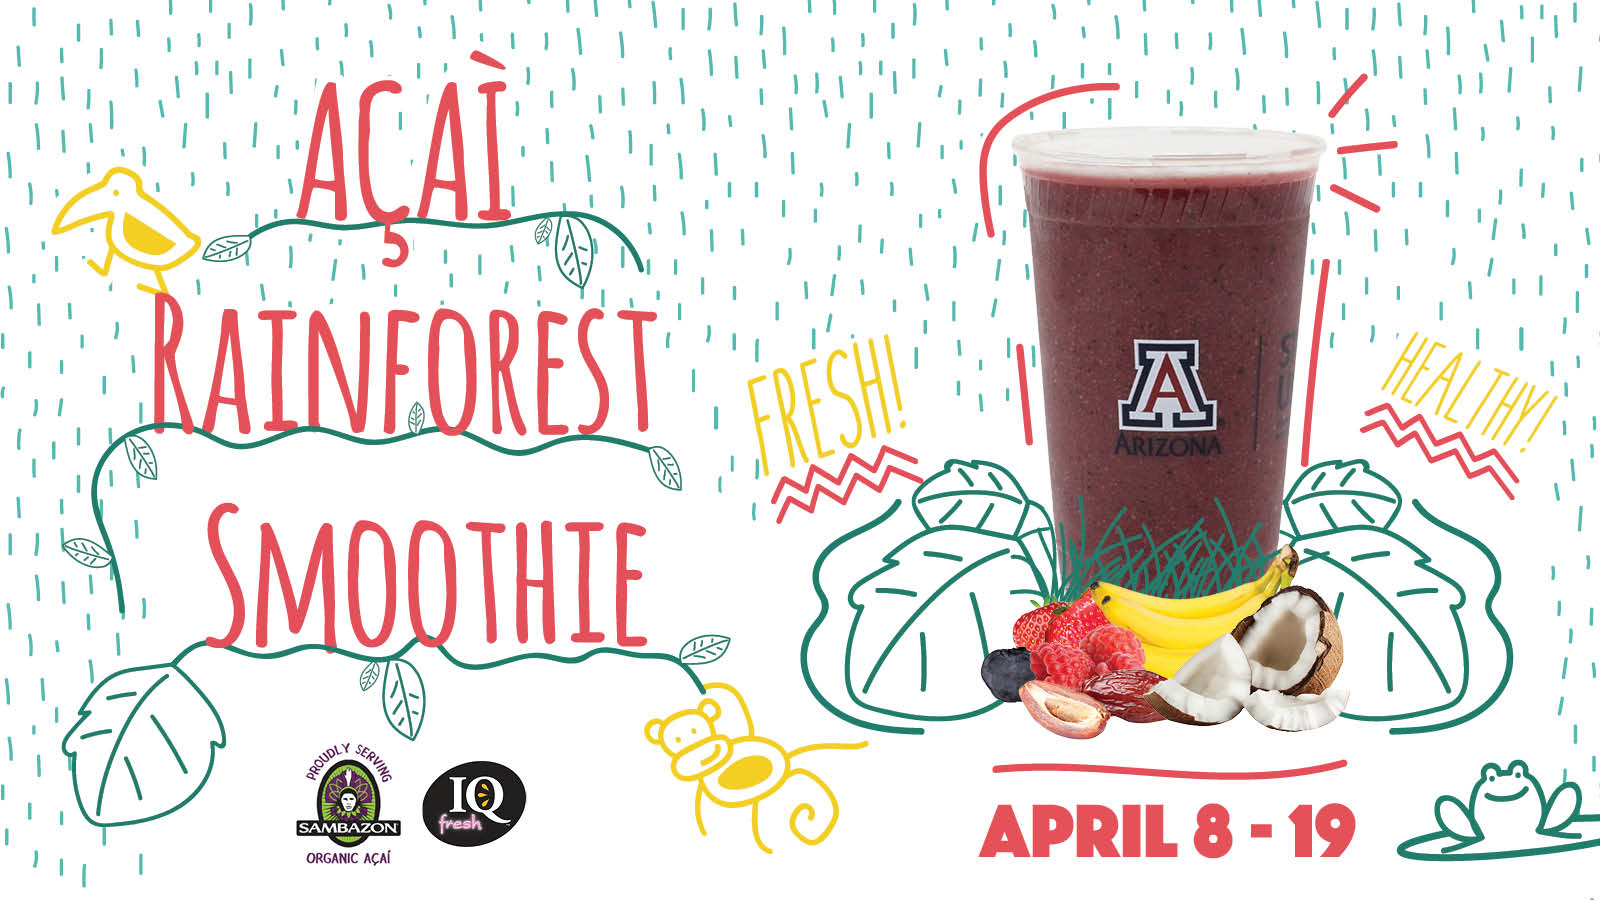 AÇAÌ
RAINFOREST
SMOOTHIE
FRESH!
HEALTHY!
A
ARIZONA
PROUDLY SERVING
SAMBAZON
ORGANIC AÇAÍ
IQ
fresh
APRIL 8 - 19